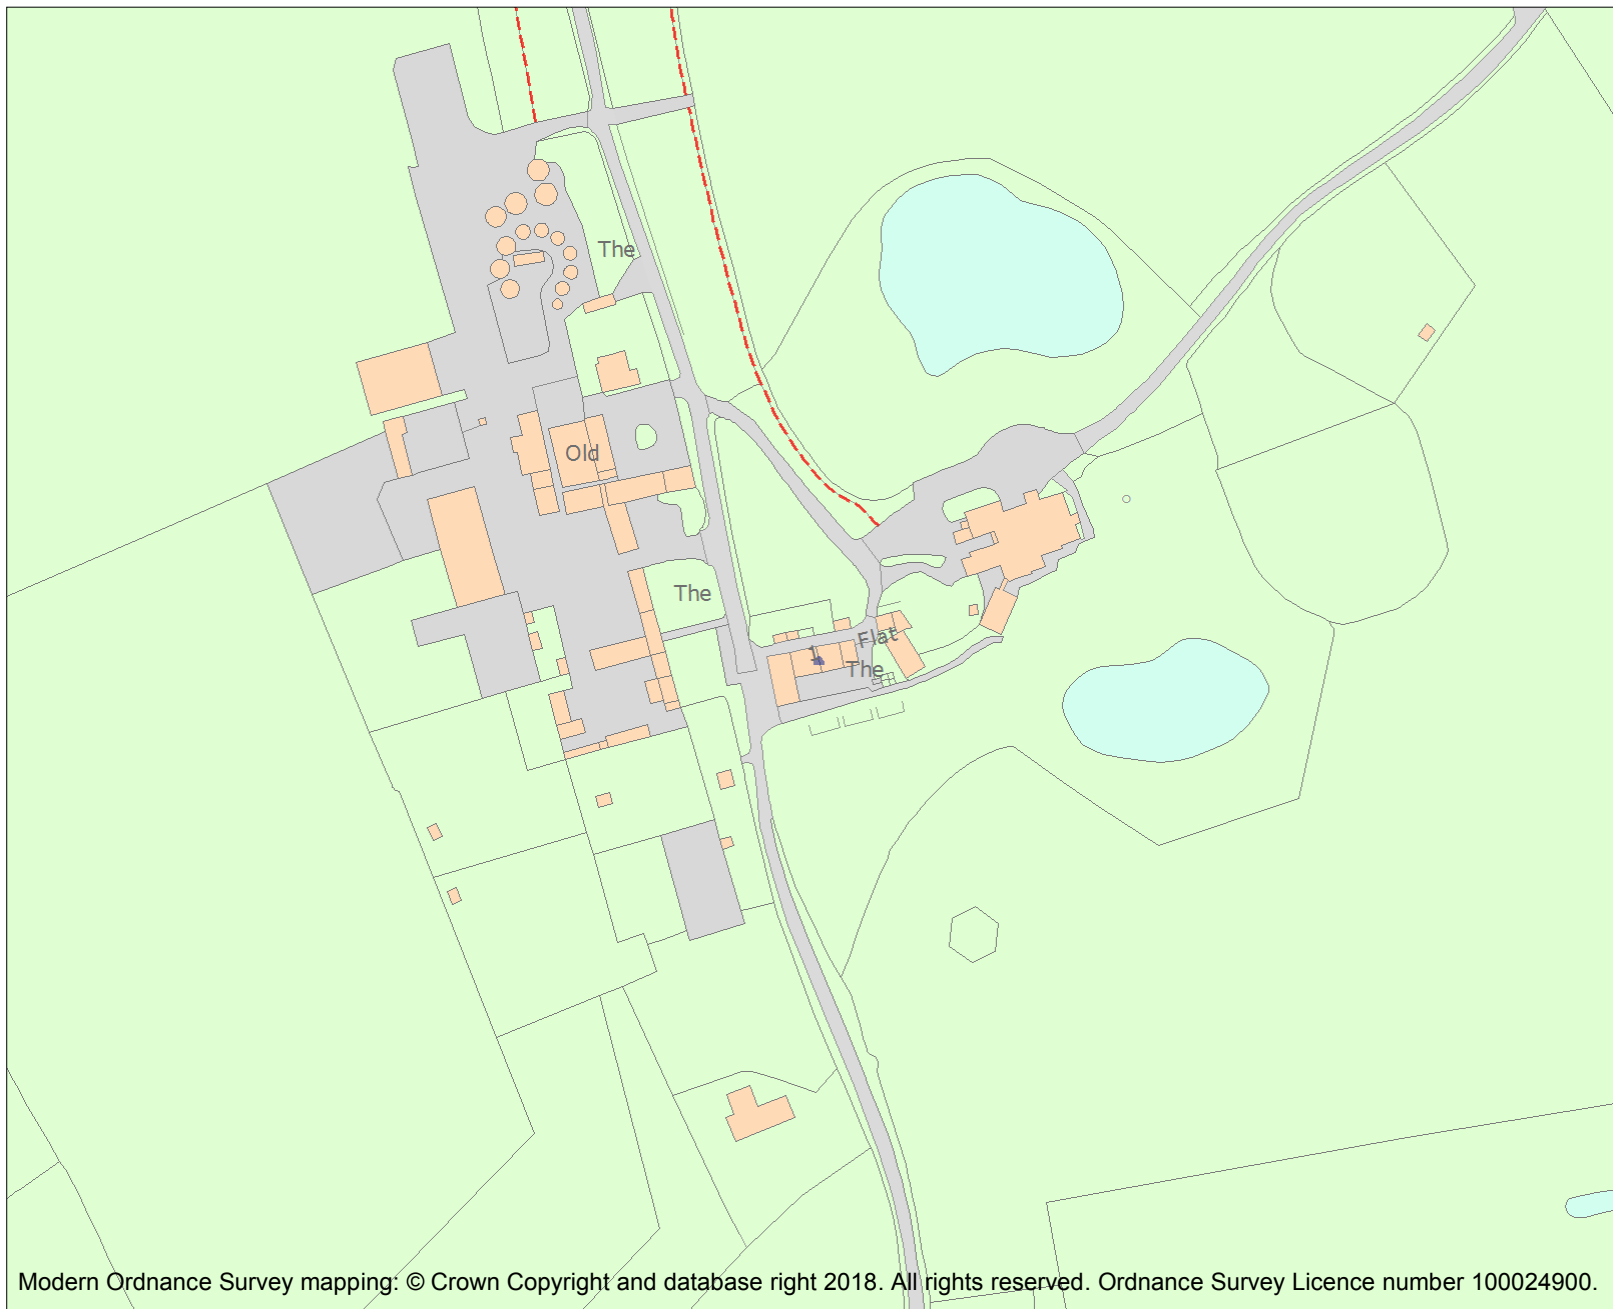 The
Old
The
1
Flat
The
Modern Ordnance Survey mapping: © Crown Copyright and database right 2018. All rights reserved. Ordnance Survey Licence number 100024900.